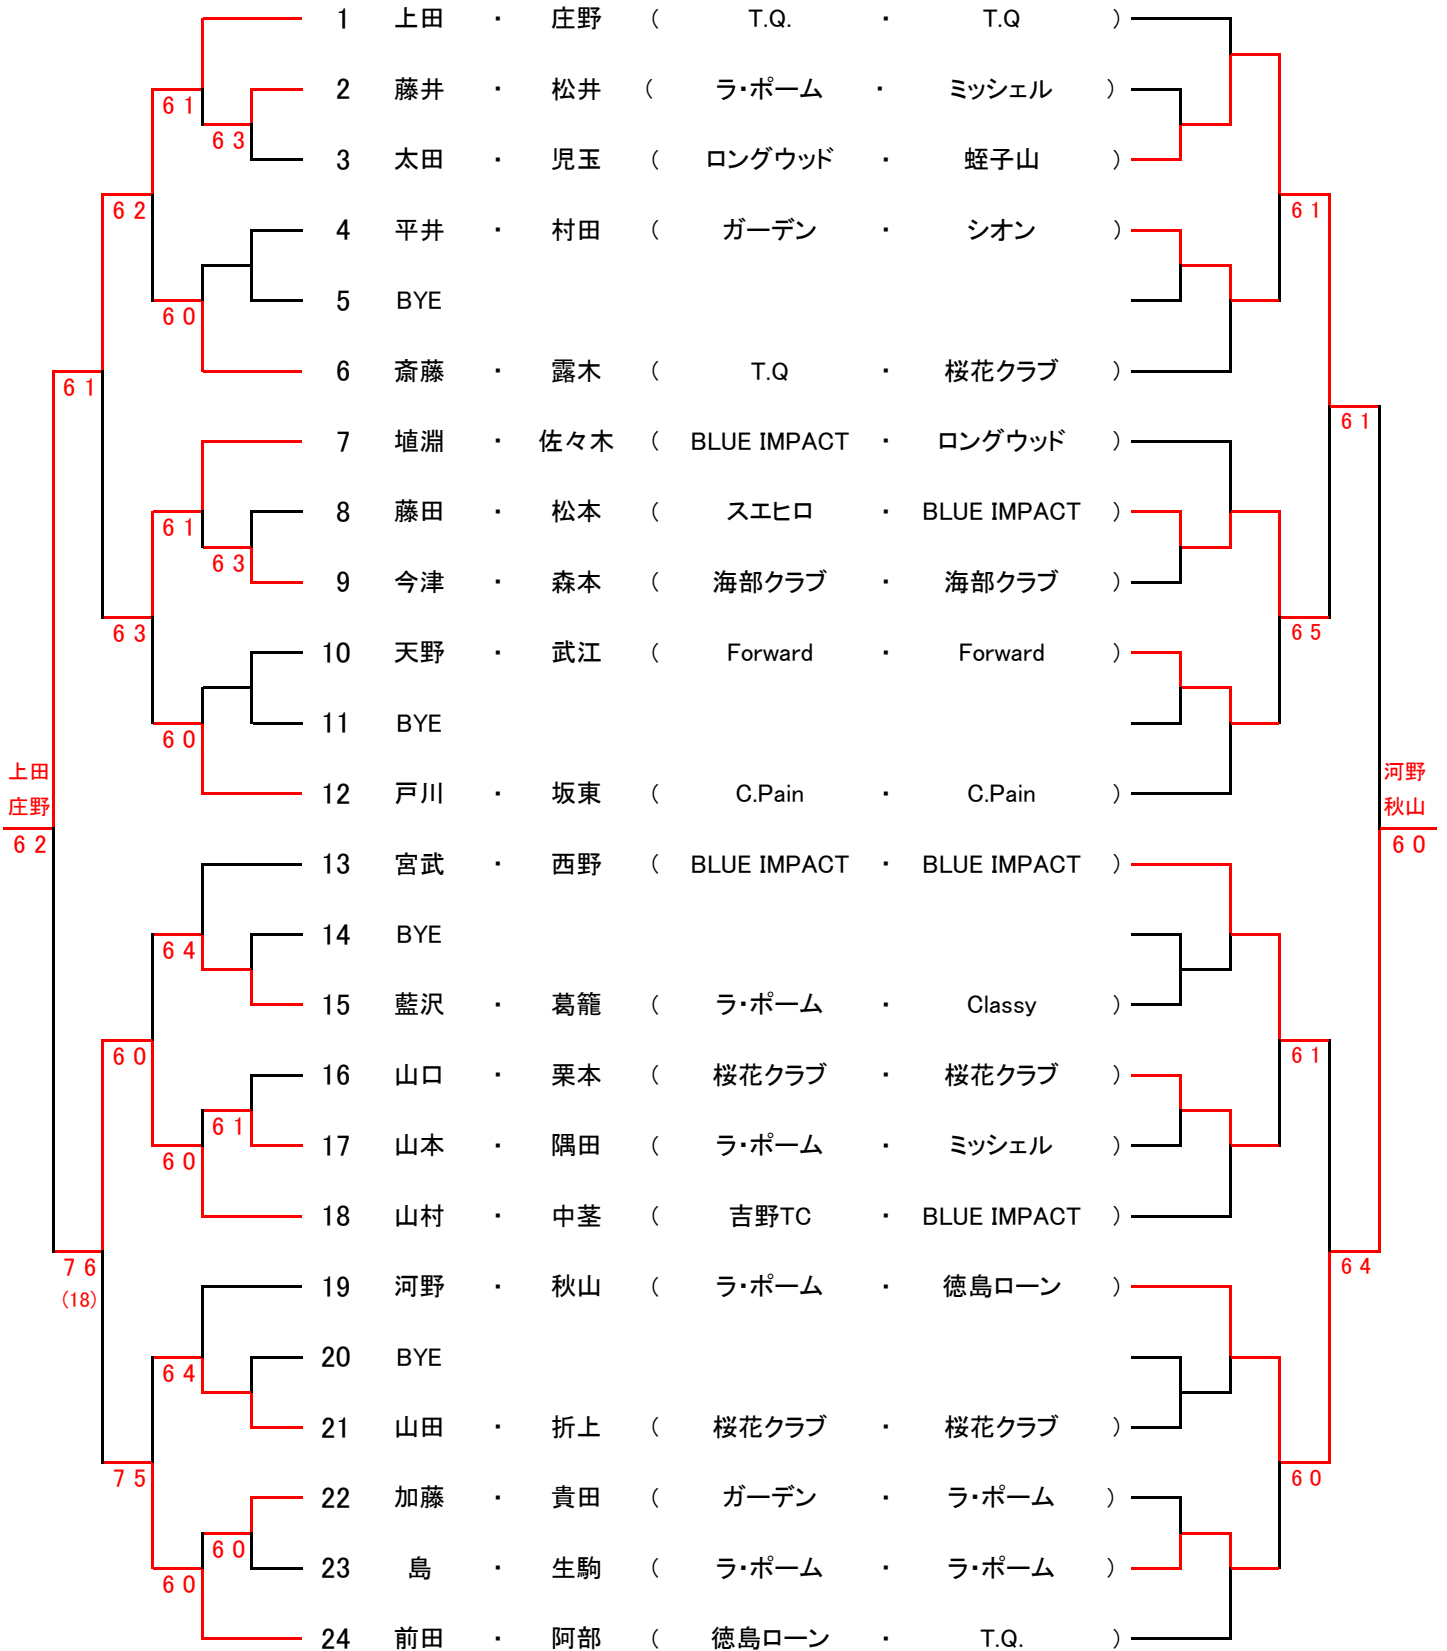 1 上田 ・ 庄野 ( T.Q. ・ T.Q )
2 藤井 ・ 松井 ( ラ・ポーム ・ ミッシェル )
6 1
6 3
3 太田 ・ 児玉 ( ロングウッド ・ 蛭子山 )
6 2
6 1
4 平井 ・ 村田 ( ガーデン ・ シオン )
5 BYE
6 0
6 斎藤 ・ 露木 ( T.Q ・ 桜花クラブ )
6 1
6 1
7 埴淵 ・ 佐々木 ( BLUE IMPACT ・ ロングウッド )
8 藤田 ・ 松本 ( スエヒロ ・ BLUE IMPACT )
6 1
6 3
9 今津 ・ 森本 ( 海部クラブ ・ 海部クラブ )
6 3
6 5
10 天野 ・ 武江 ( Forward ・ Forward )
11 BYE
6 0
上田
庄野
6 2
河野
秋山
6 0
12 戸川 ・ 坂東 ( C.Pain ・ C.Pain )
13 宮武 ・ 西野 ( BLUE IMPACT ・ BLUE IMPACT )
14 BYE
6 4
15 藍沢 ・ 葛籠 ( ラ・ポーム ・ Classy )
6 0
6 1
16 山口 ・ 栗本 ( 桜花クラブ ・ 桜花クラブ )
6 1
17 山本 ・ 隅田 ( ラ・ポーム ・ ミッシェル )
6 0
18 山村 ・ 中茎 ( 吉野TC ・ BLUE IMPACT )
7 6
(18)
6 4
19 河野 ・ 秋山 ( ラ・ポーム ・ 徳島ローン )
20 BYE
6 4
21 山田 ・ 折上 ( 桜花クラブ ・ 桜花クラブ )
7 5
6 0
22 加藤 ・ 貴田 ( ガーデン ・ ラ・ポーム )
6 0
23 島 ・ 生駒 ( ラ・ポーム ・ ラ・ポーム )
6 0
24 前田 ・ 阿部 ( 徳島ローン ・ T.Q. )